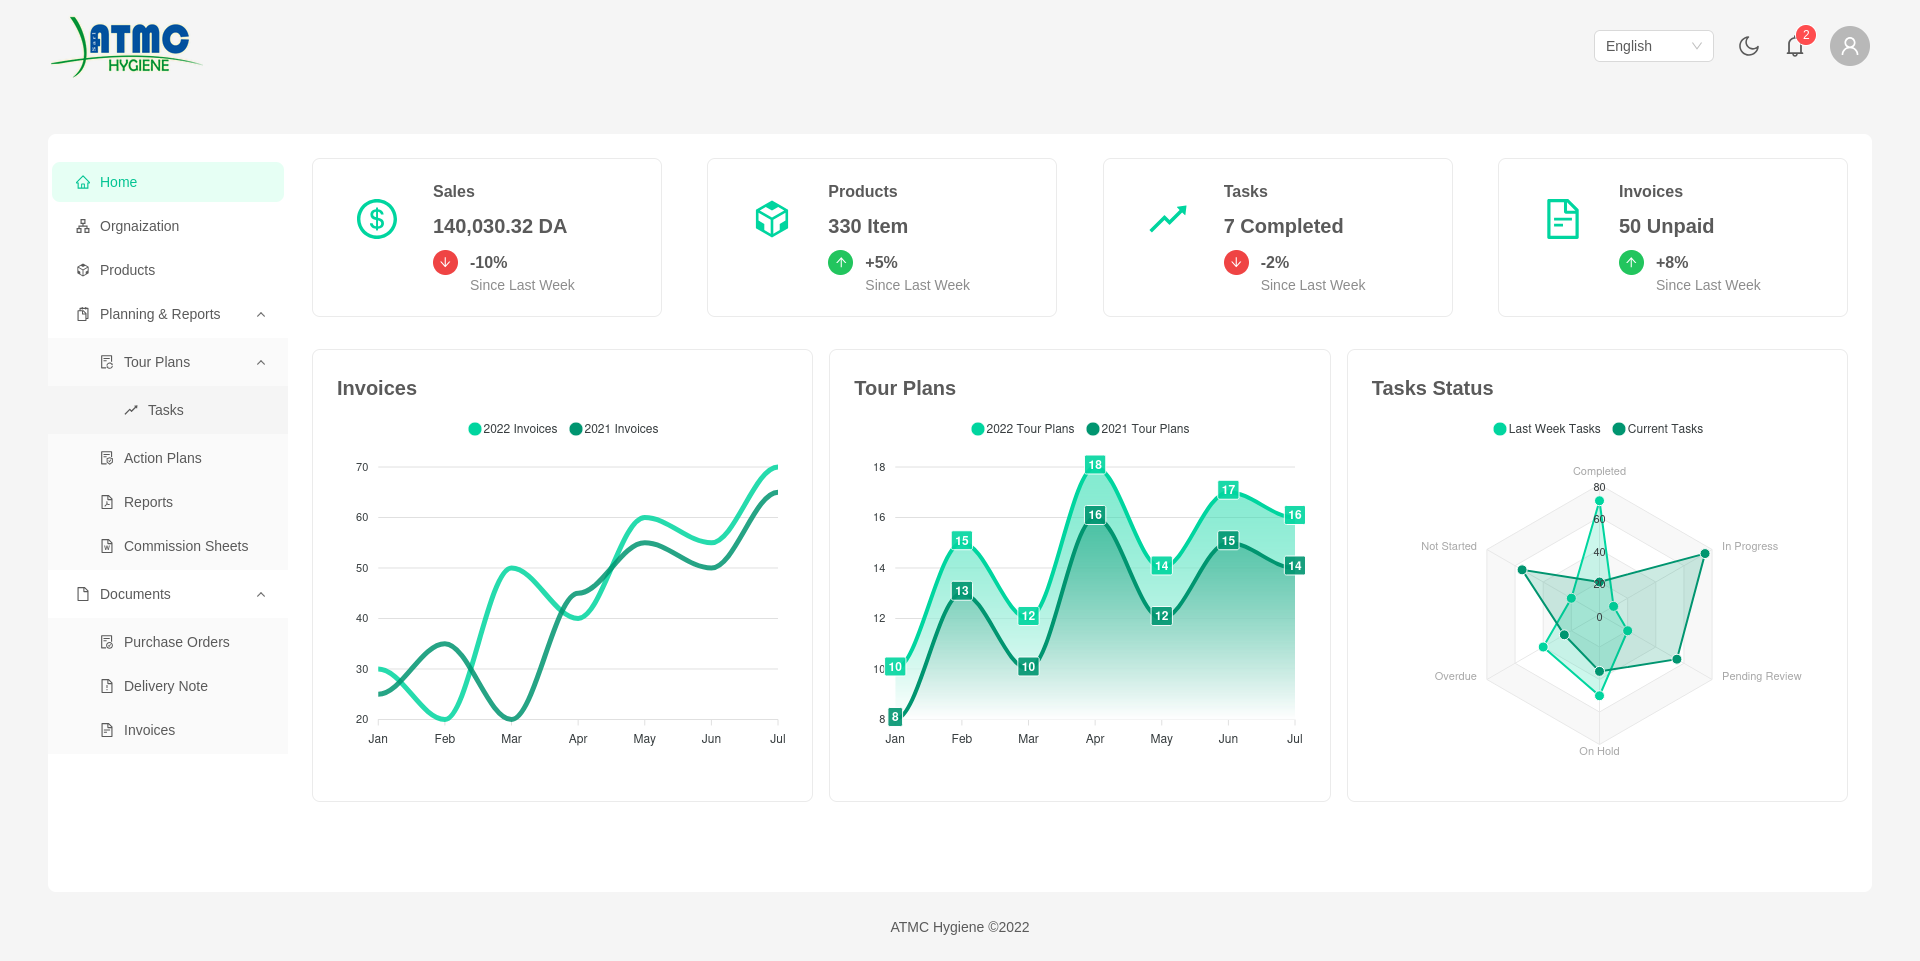 ATMC
HYGIENE
English
2
Home
Orgnaization
Products
Planning & Reports
Tour Plans
Tasks
Action Plans
Reports
Commission Sheets
Documents
Purchase Orders
Delivery Note
Invoices
Sales
140,030.32 DA
-10%
Since Last Week
Products
330 Item
+5%
Since Last Week
Tasks
7 Completed
-2%
Since Last Week
Invoices
50 Unpaid
+8%
Since Last Week
Invoices
2022 Invoices 2021 Invoices
70
60
50
40
30
20
Jan Feb Mar Apr May Jun Jul
Tour Plans
2022 Tour Plans 2021 Tour Plans
18
16
14
12
10
8
10 15 12 18 14 17 16
8 13 10 16 12 15 14
Jan Feb Mar Apr May Jun Jul
Tasks Status
Last Week Tasks Current Tasks
Completed
80
60
40
20
0
Not Started
In Progress
Overdue
Pending Review
On Hold
ATMC Hygiene ©2022